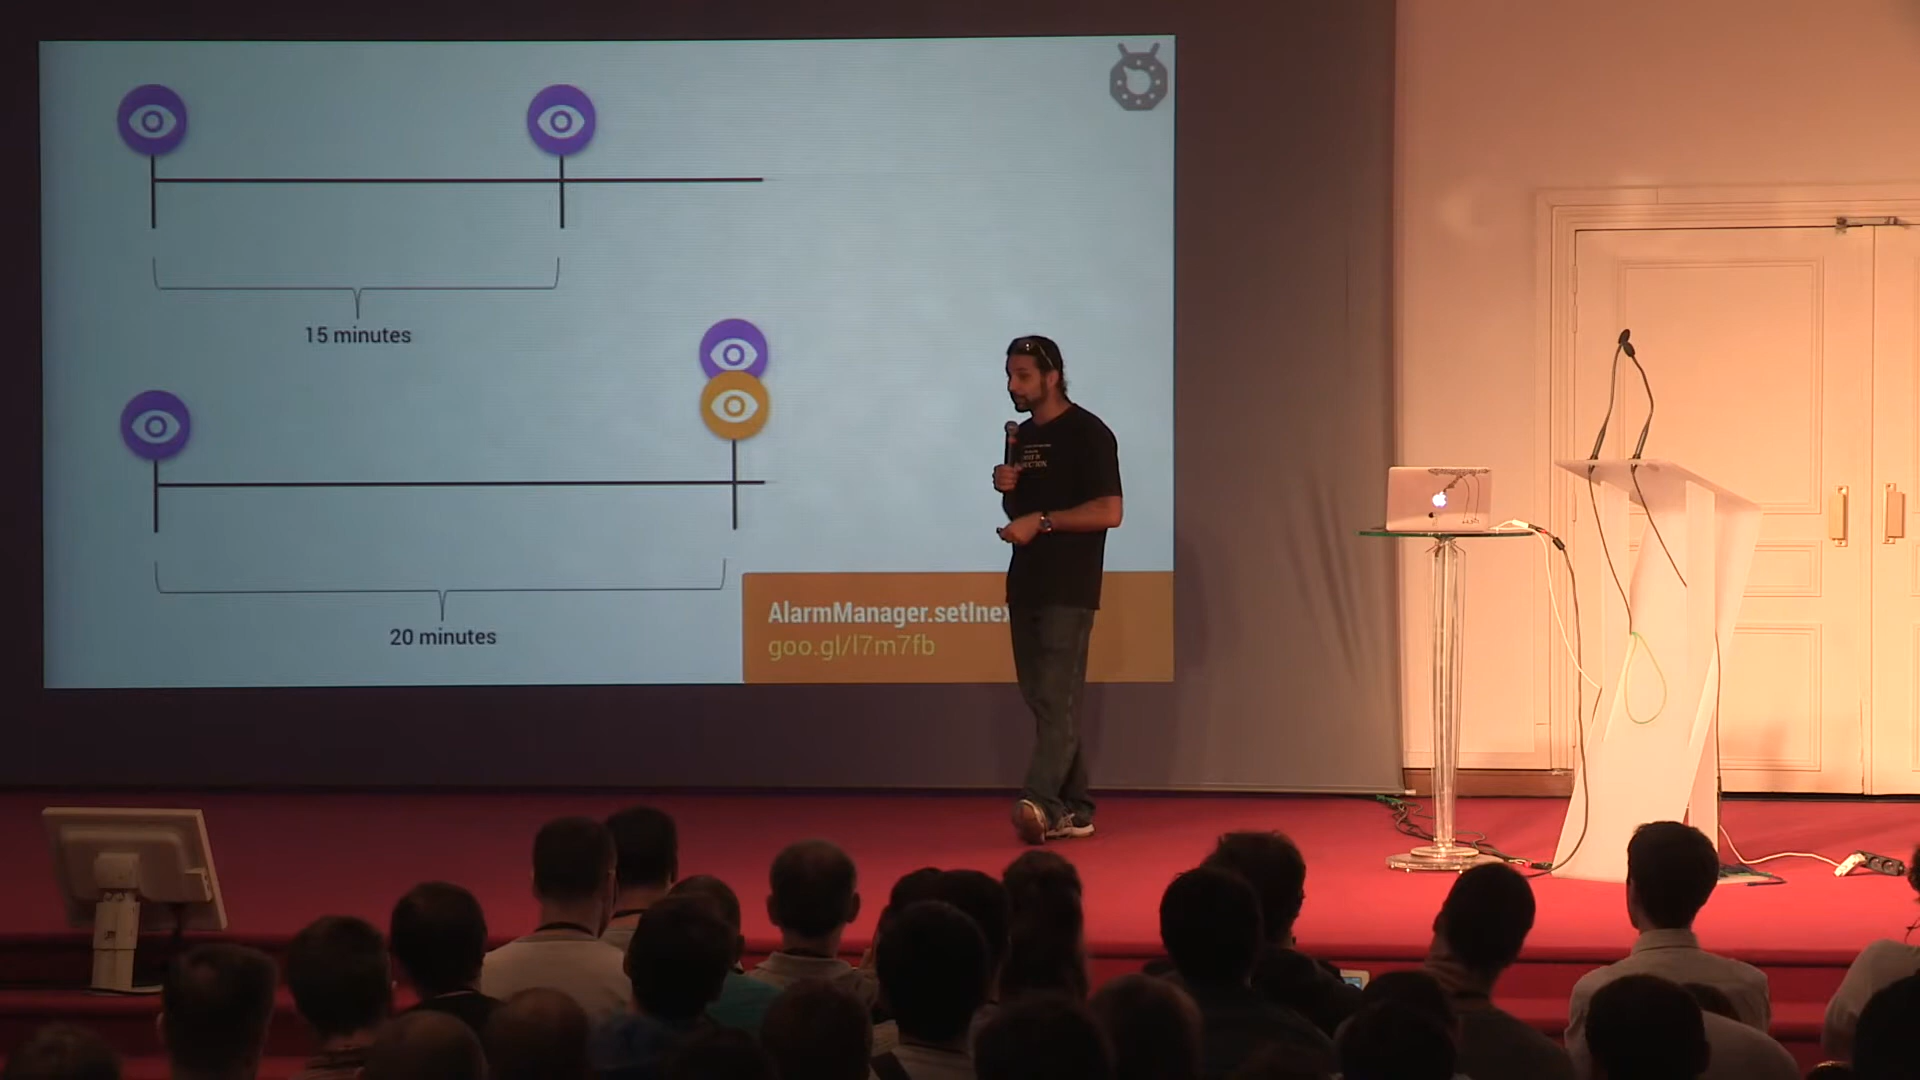 15 minutes
20 minutes
AlarmManager.setInex
goo.gl/l7m7fb